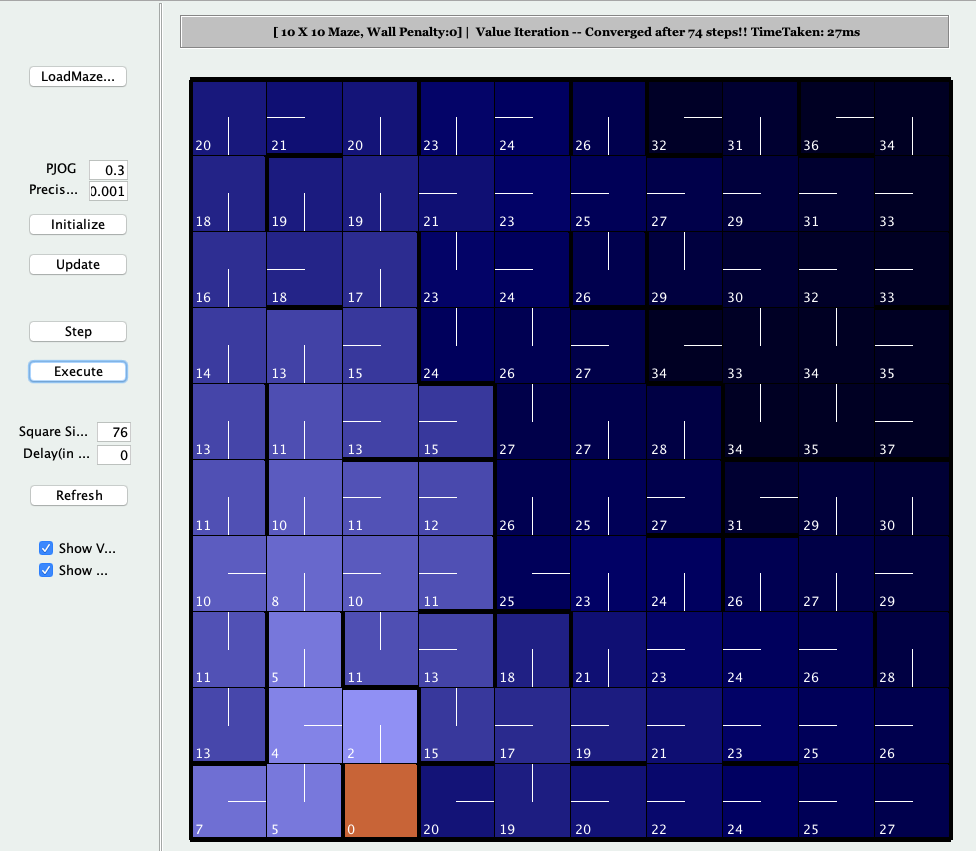 [ 10 X 10 Maze, Wall Penalty:0] | Value Iteration -- Converged after 74 steps!! TimeTaken: 27ms
LoadMaze...
PJOG 0.3
Precis... 0.001
Initialize
Update
Step
Execute
Square Si... 76
Delay(in ... 0
Refresh
Show V...
Show ...
20 21 20 23 24 26 32 31 36 34
18 19 19 21 23 25 27 29 31 33
16 18 17 23 24 26 29 30 32 33
14 13 15 24 26 27 34 33 34 35
13 11 13 15 27 27 28 34 35 37
11 10 11 12 26 25 27 31 29 30
10 8 10 11 25 23 24 26 27 29
11 5 11 13 18 21 23 24 26 28
13 4 2 15 17 19 21 23 25 26
7 5 0 20 19 20 22 24 25 27